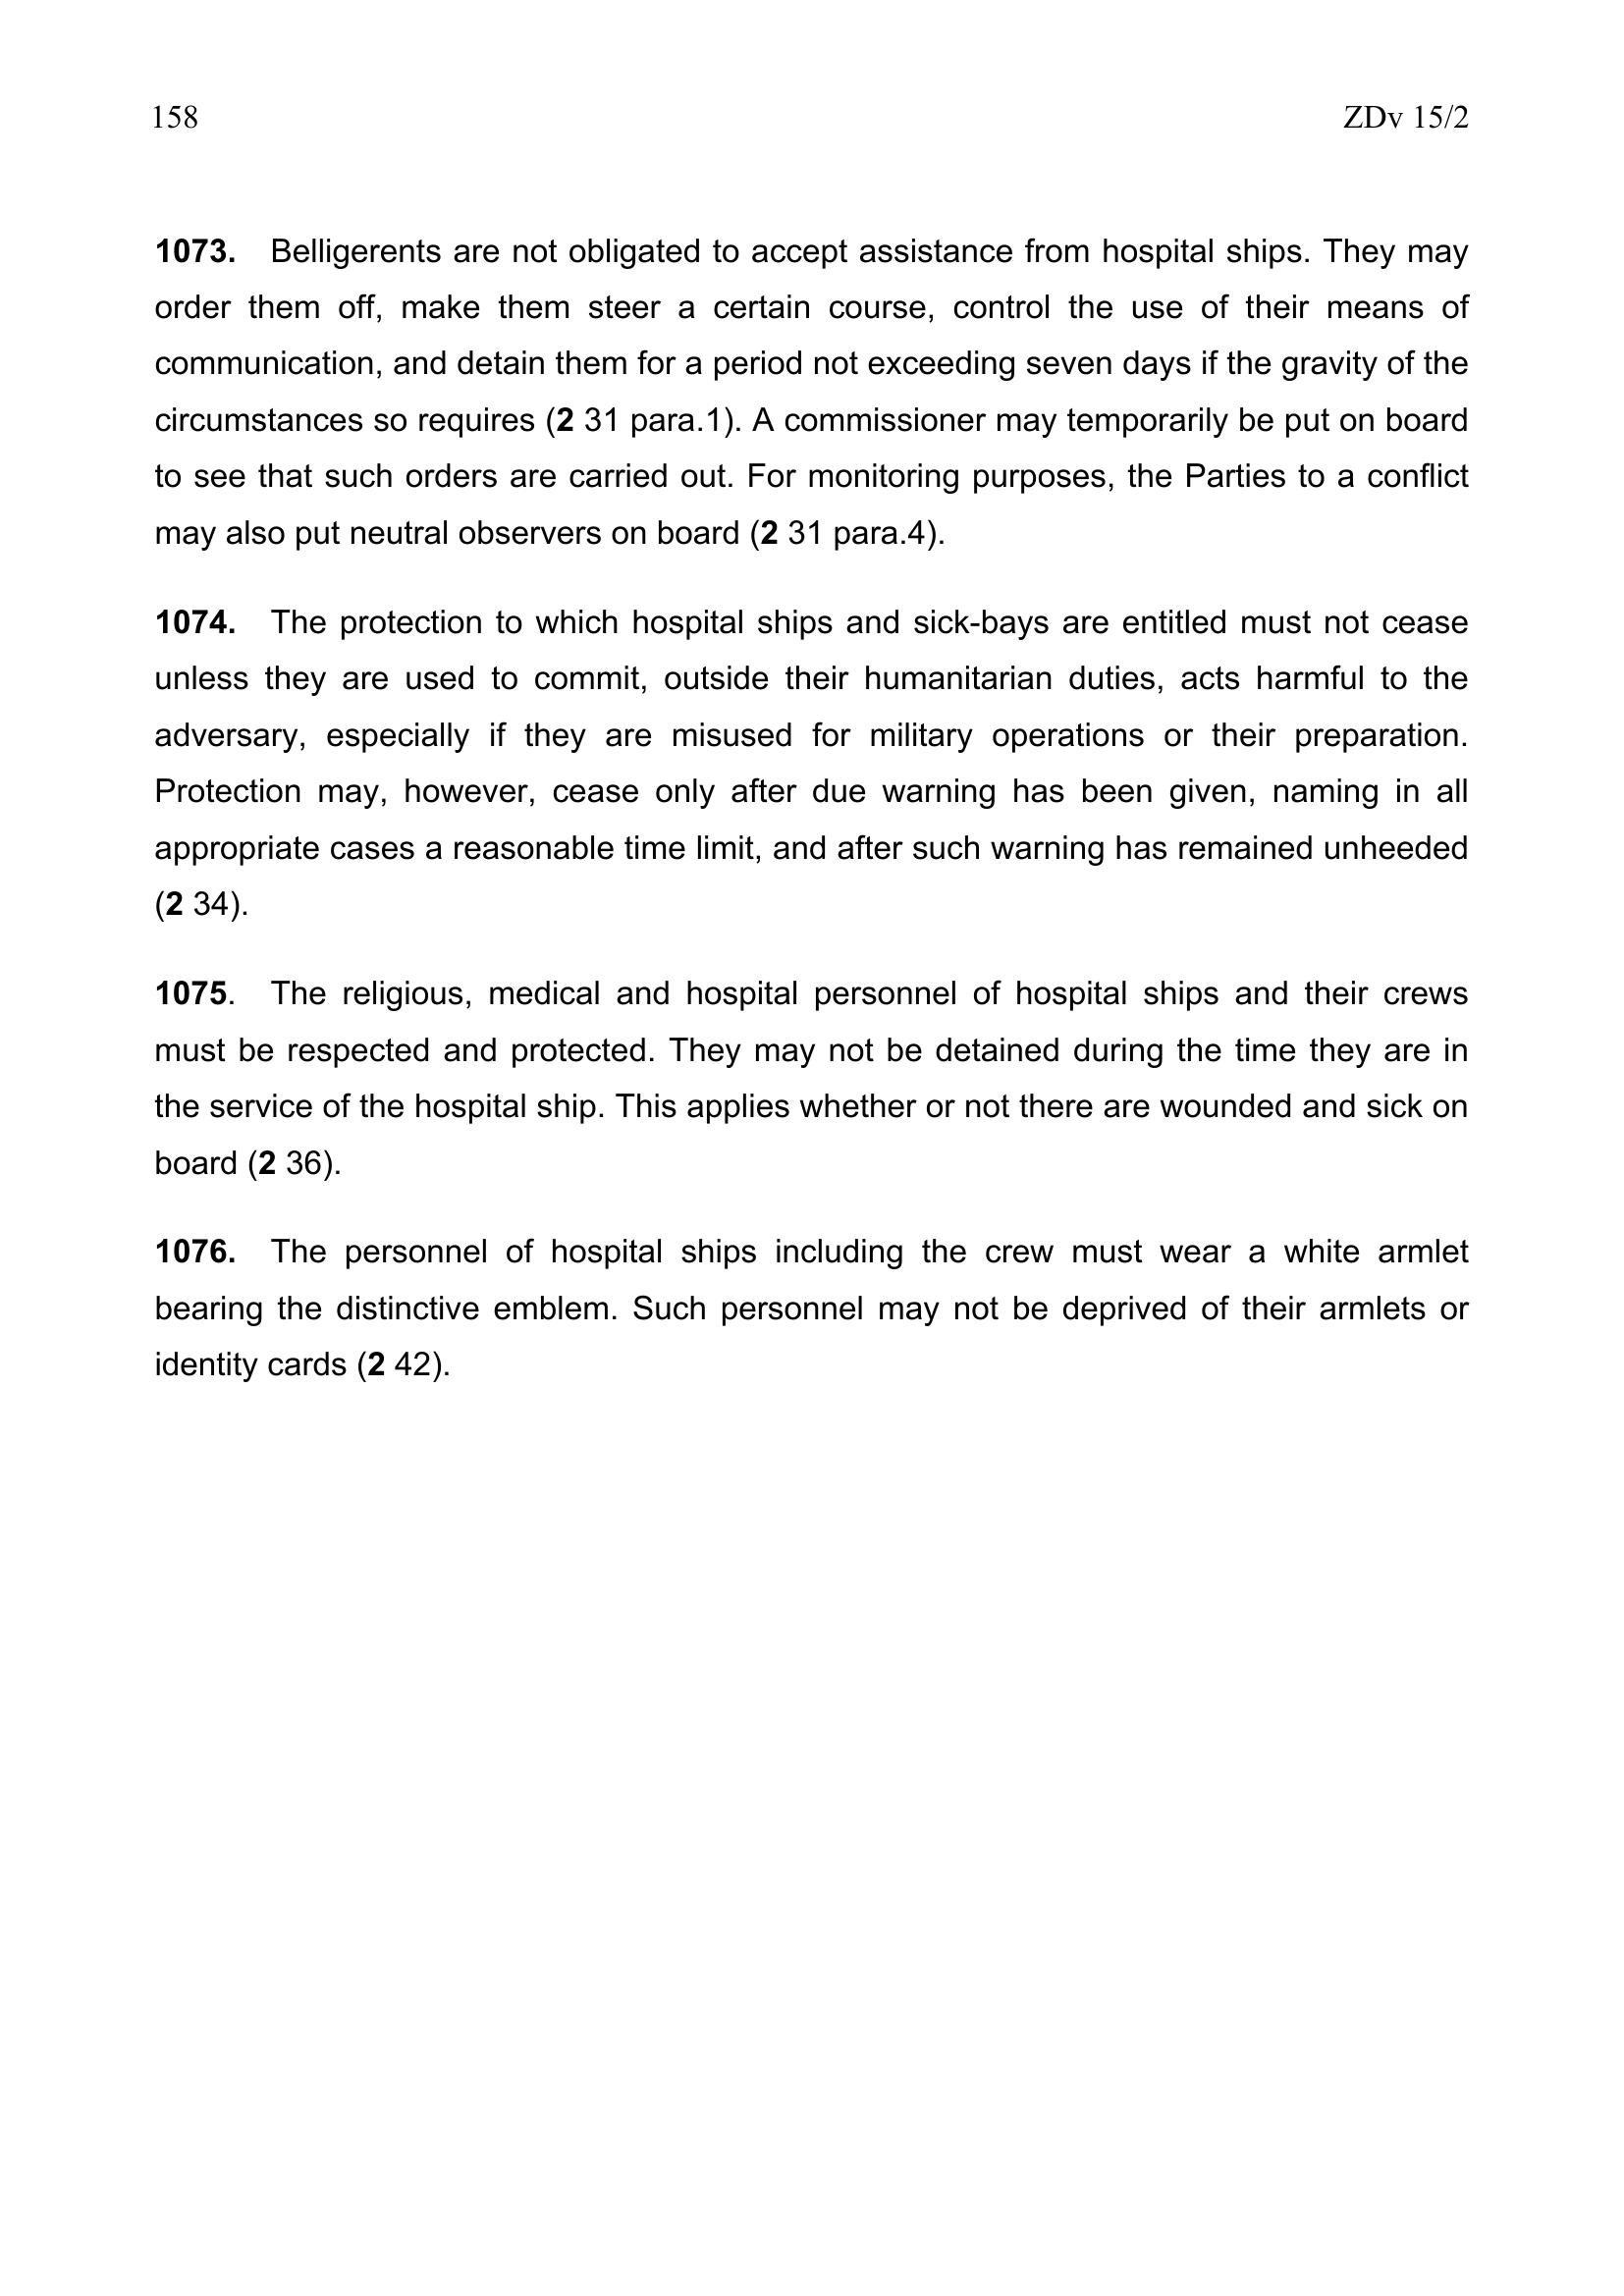 158 ZDv 15/2
1073. Belligerents are not obligated to accept assistance from hospital ships. They may
order them off, make them steer a certain course, control the use of their means of
communication, and detain them for a period not exceeding seven days if the gravity of the
circumstances so requires (2 31 para.1). A commissioner may temporarily be put on board
to see that such orders are carried out. For monitoring purposes, the Parties to a conflict
may also put neutral observers on board (2 31 para.4).
1074. The protection to which hospital ships and sick-bays are entitled must not cease
unless they are used to commit, outside their humanitarian duties, acts harmful to the
adversary, especially if they are misused for military operations or their preparation.
Protection may, however, cease only after due warning has been given, naming in all
appropriate cases a reasonable time limit, and after such warning has remained unheeded
(2 34).
1075. The religious, medical and hospital personnel of hospital ships and their crews
must be respected and protected. They may not be detained during the time they are in
the service of the hospital ship. This applies whether or not there are wounded and sick on
board (2 36).
1076. The personnel of hospital ships including the crew must wear a white armlet
bearing the distinctive emblem. Such personnel may not be deprived of their armlets or
identity cards (2 42).